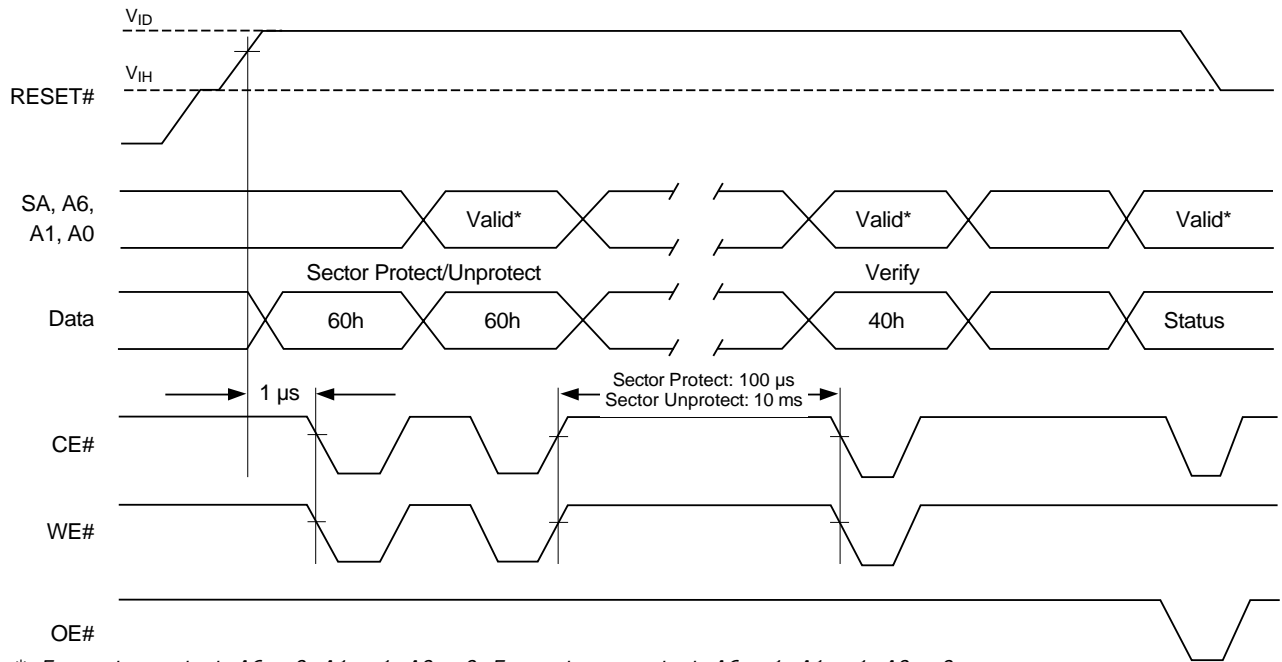 VID
VIH
RESET#
SA, A6,
A1, A0
Valid*
Valid*
Valid*
Sector Protect/Unprotect
Verify
Data
60h
60h
40h
Status
1 µs
Sector Protect: 100 µs
Sector Unprotect: 10 ms
CE#
WE#
OE#